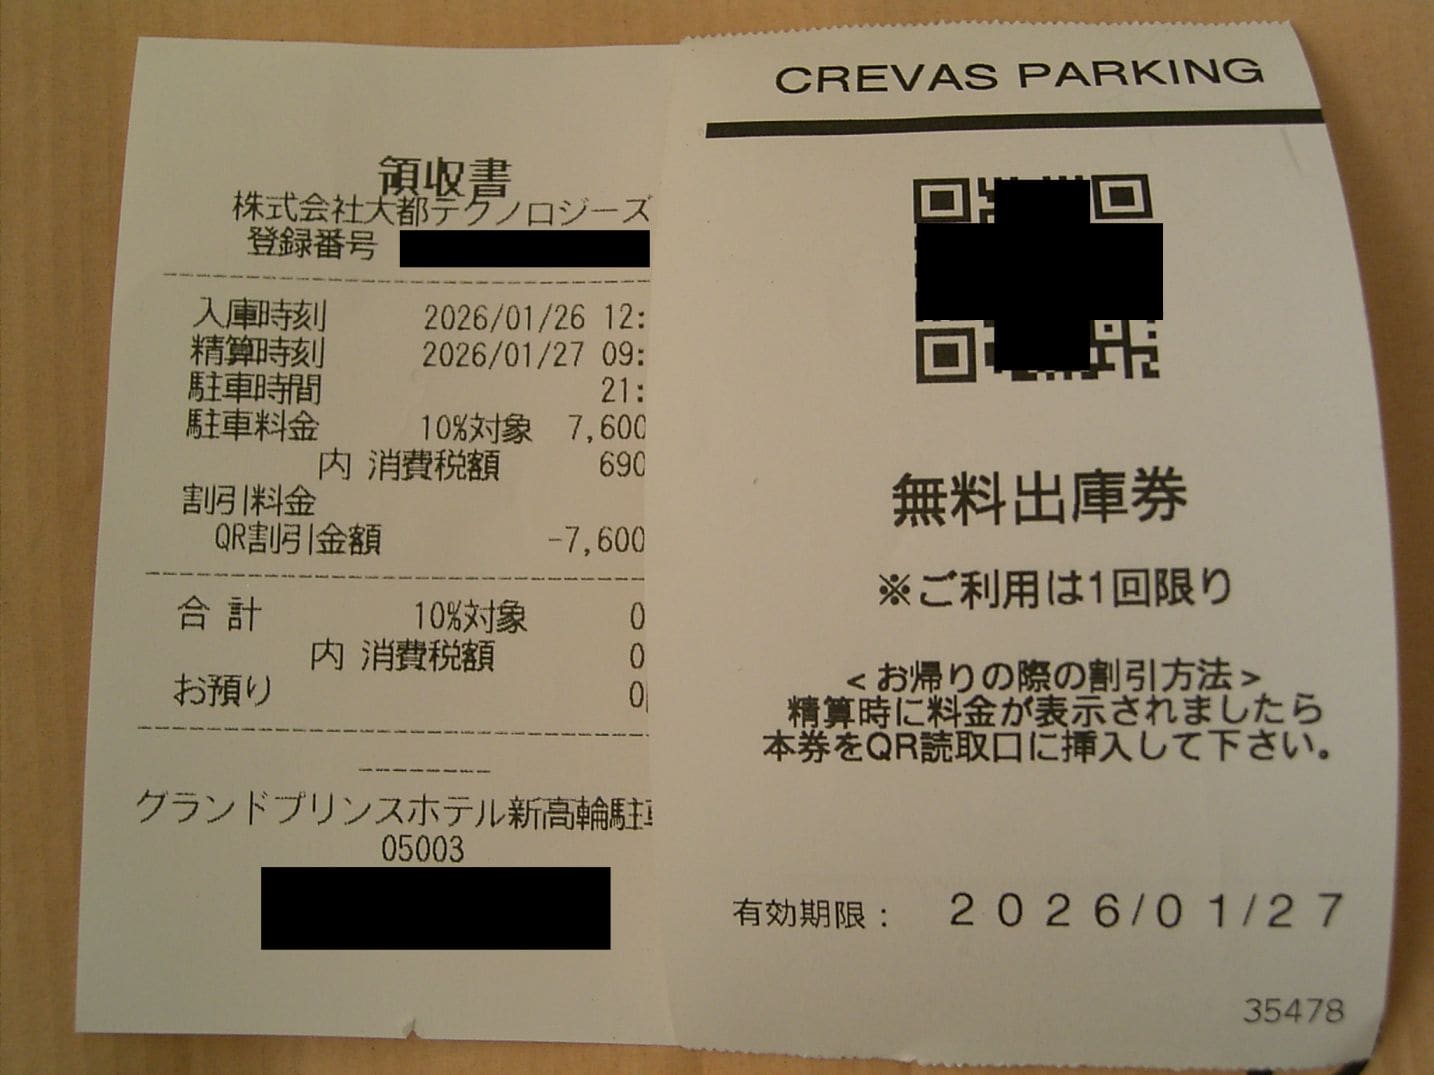 領収書
株式会社大都テクノロジーズ
登録番号
入庫時刻 2026/01/26 12:
精算時刻 2026/01/27 09:
駐車時間 21:
駐車料金 10%対象 7,600
内 消費税額 690
割引料金
QR割引金額 -7,600
合 計 10%対象 0
内 消費税額 0
お預り 0
グランドプリンスホテル新高輪駐
05003
CREVAS PARKING
無料出庫券
※ご利用は1回限り
<お帰りの際の割引方法>
精算時に料金が表示されましたら
本券をQR読取口に挿入して下さい。
有効期限: 2026/01/27
35478